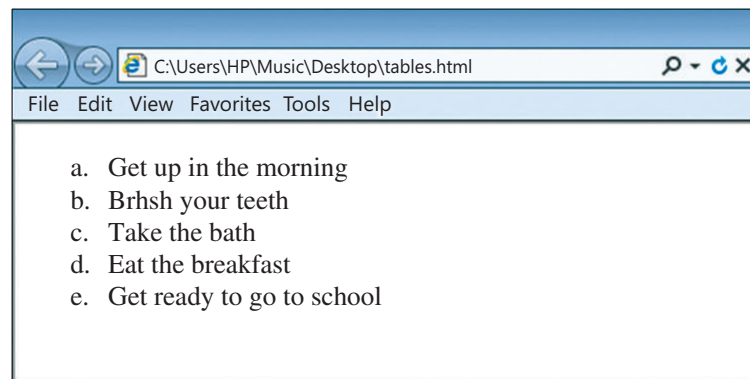 C:\Users\HP\Music\Desktop\tables.html
File Edit View Favorites Tools Help
a. Get up in the morning
b. Brhsh your teeth
c. Take the bath
d. Eat the breakfast
e. Get ready to go to school